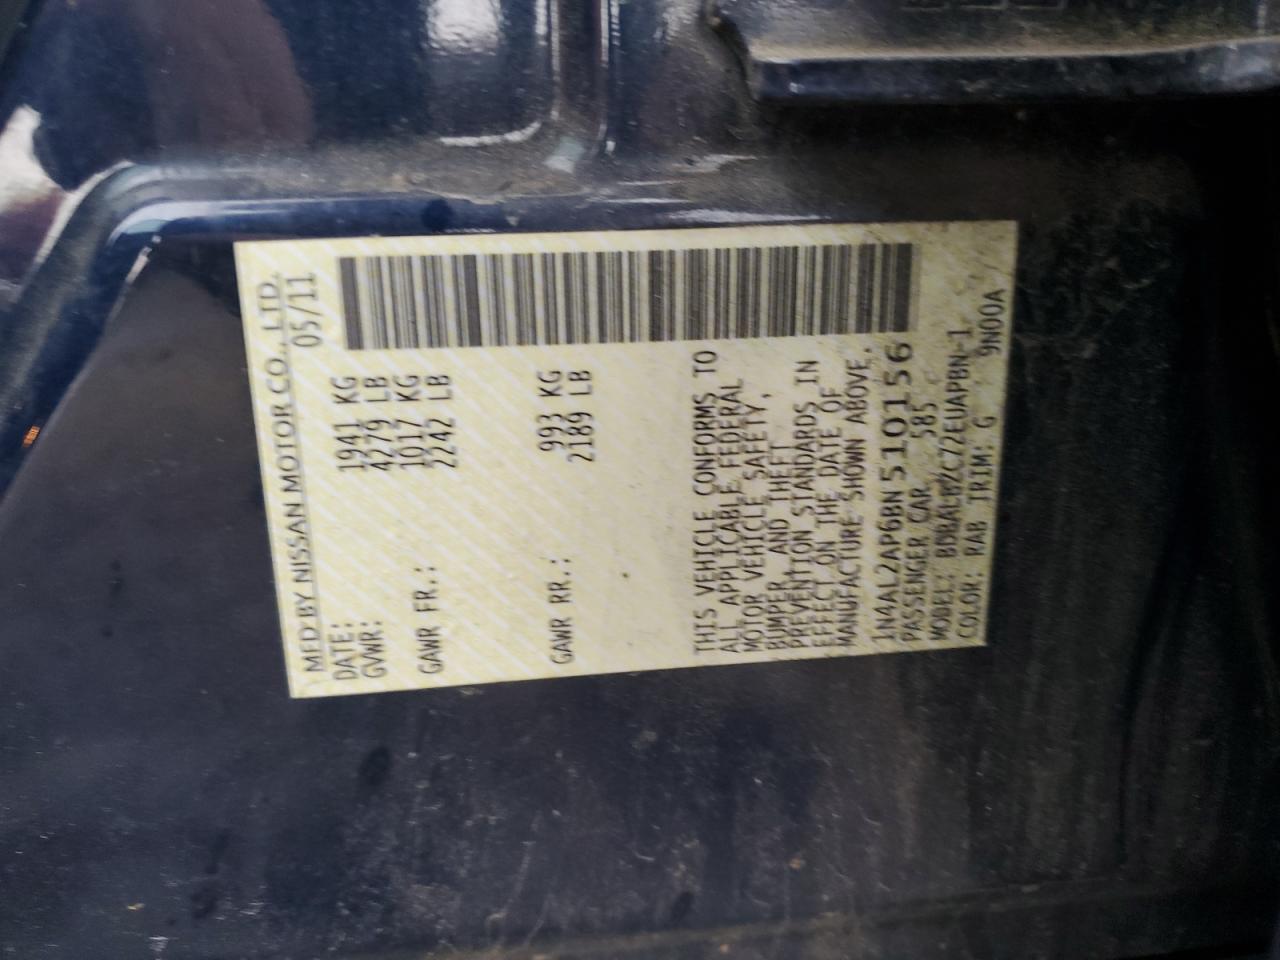 MFD BY NISSAN MOTOR CO., LTD.
DATE: 05/11
GVWR: 1941 KG
4279 LB
GAWR FR.: 1017 KG
2242 LB
GAWR RR.: 993 KG
2189 LB
THIS VEHICLE CONFORMS TO
ALL APPLICABLE FEDERAL
MOTOR VEHICLE SAFETY,
BUMPER AND THEFT
PREVENTION STANDARDS IN
EFFECT ON THE DATE OF
MANUFACTURE SHOWN ABOVE.
1N4AL2AP6BN510156
PASSENGER CAR 585
MODEL:
COLOR: RAB TRIM: G 9N00A